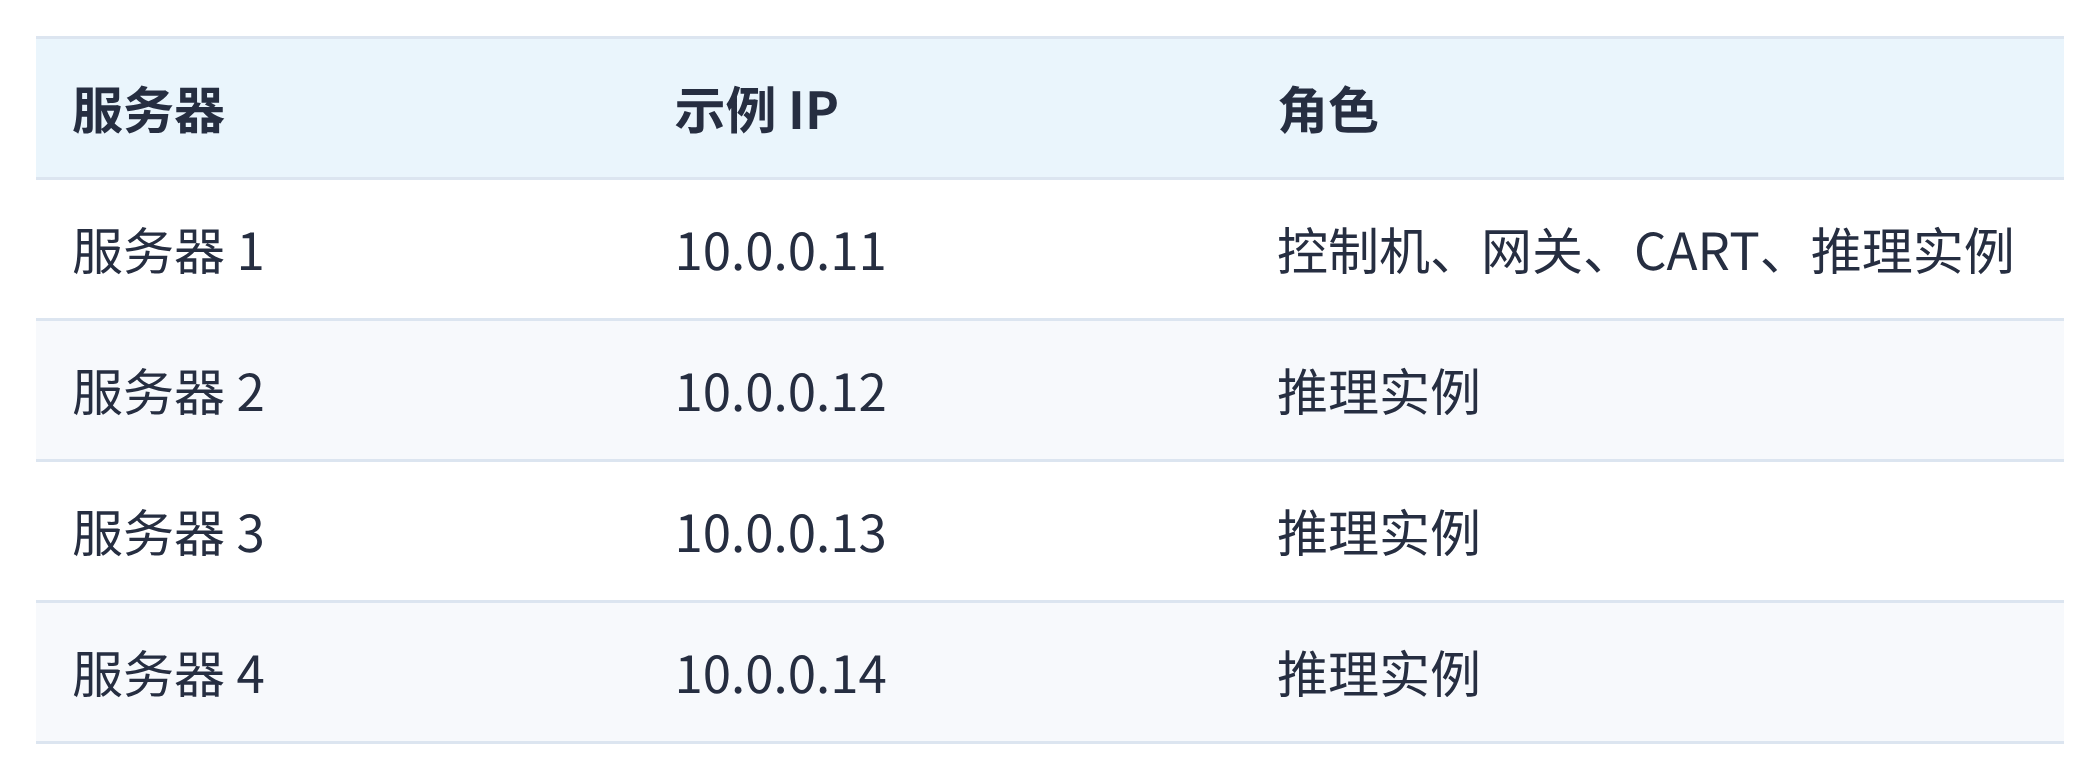 服务器 示例 IP 角色
服务器 1 10.0.0.11 控制机、网关、CART、推理实例
服务器 2 10.0.0.12 推理实例
服务器 3 10.0.0.13 推理实例
服务器 4 10.0.0.14 推理实例